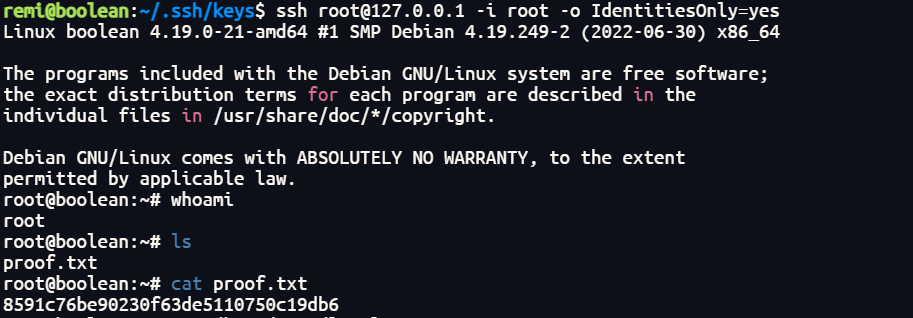 remi@boolean:~/.ssh/keys$ ssh root@127.0.0.1 -i root -o IdentitiesOnly=yes
Linux boolean 4.19.0-21-amd64 #1 SMP Debian 4.19.249-2 (2022-06-30) x86_64
The programs included with the Debian GNU/Linux system are free software;
the exact distribution terms for each program are described in the
individual files in /usr/share/doc/*/copyright.
Debian GNU/Linux comes with ABSOLUTELY NO WARRANTY, to the extent
permitted by applicable law.
root@boolean:~# whoami
root
root@boolean:~# ls
proof.txt
root@boolean:~# cat proof.txt
8591c76be90230f63de5110750c19db6